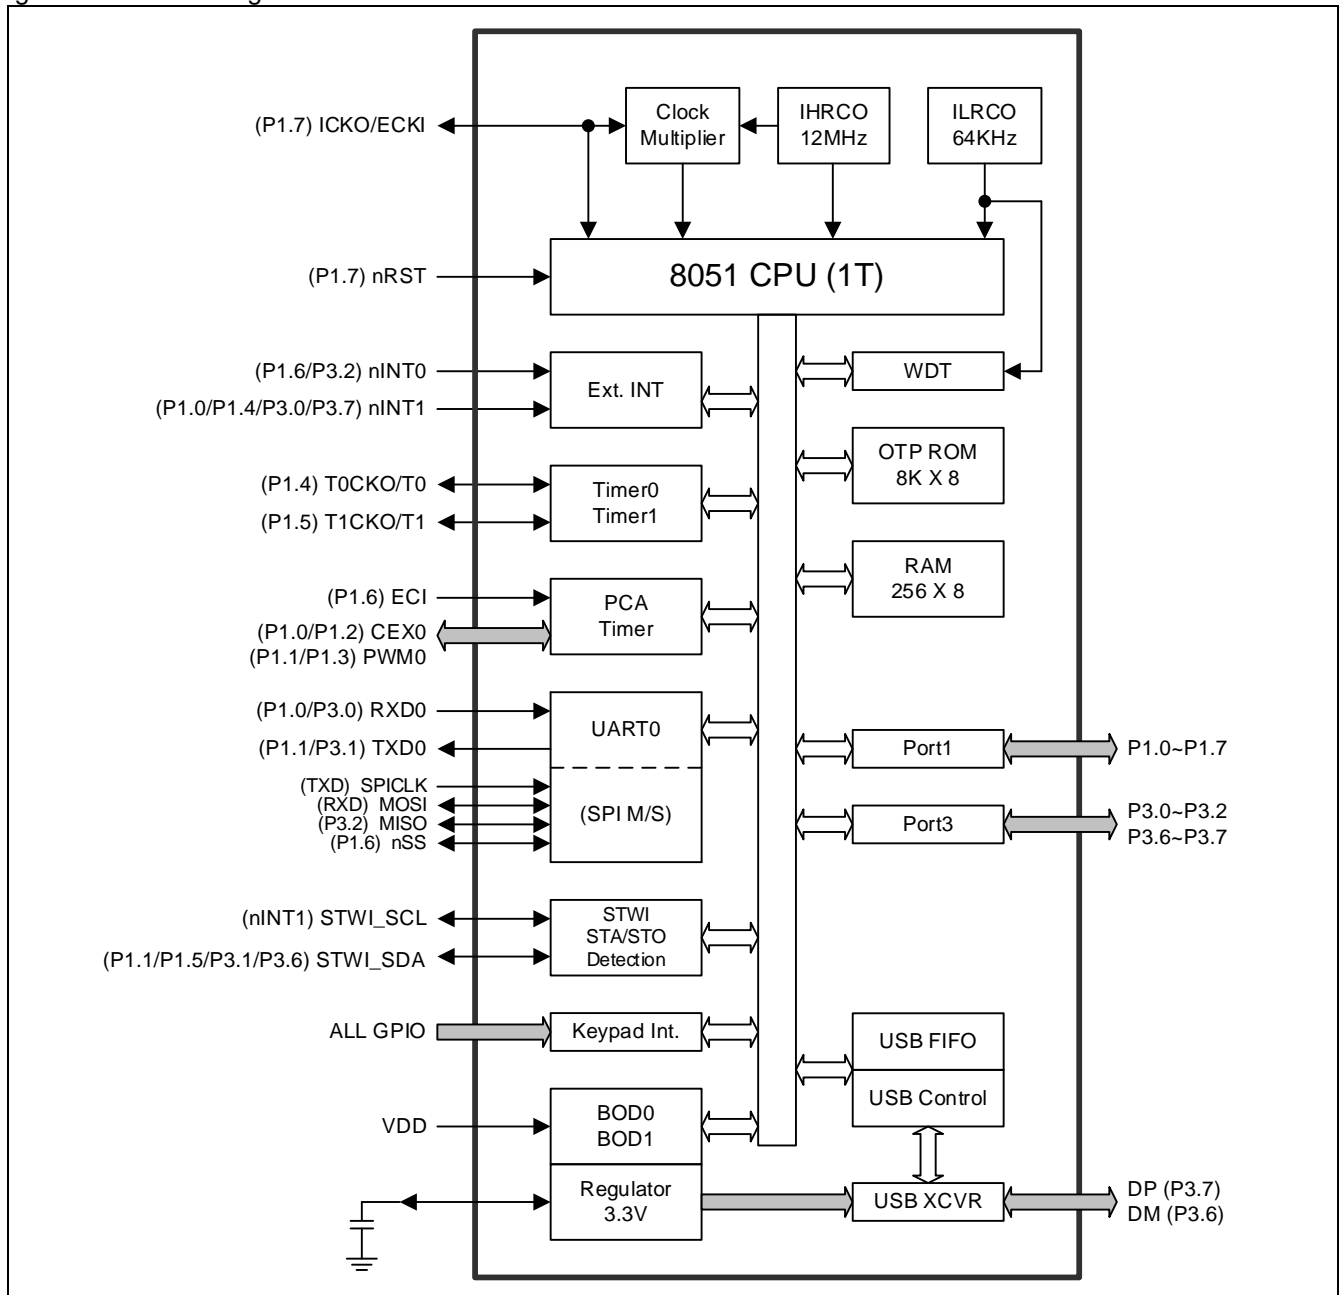 Clock
Multiplier
IHRCO
12MHz
ILRCO
64KHz
(P1.7) ICKO/ECKI
8051 CPU (1T)
(P1.7) nRST
(P1.6/P3.2) nINT0
(P1.0/P1.4/P3.0/P3.7) nINT1
Ext. INT
WDT
OTP ROM
8K X 8
(P1.4) T0CKO/T0
(P1.5) T1CKO/T1
Timer0
Timer1
RAM
256 X 8
(P1.6) ECI
(P1.0/P1.2) CEX0
(P1.1/P1.3) PWM0
PCA
Timer
(P1.0/P3.0) RXD0
(P1.1/P3.1) TXD0
UART0
Port1
P1.0~P1.7
(TXD) SPICLK
(RXD) MOSI
(P3.2) MISO
(P1.6) nSS
(SPI M/S)
Port3
P3.0~P3.2
P3.6~P3.7
(nINT1) STWI_SCL
(P1.1/P1.5/P3.1/P3.6) STWI_SDA
STWI
STA/STO
Detection
ALL GPIO
Keypad Int.
USB FIFO
USB Control
VDD
BOD0
BOD1
Regulator
3.3V
USB XCVR
DP (P3.7)
DM (P3.6)